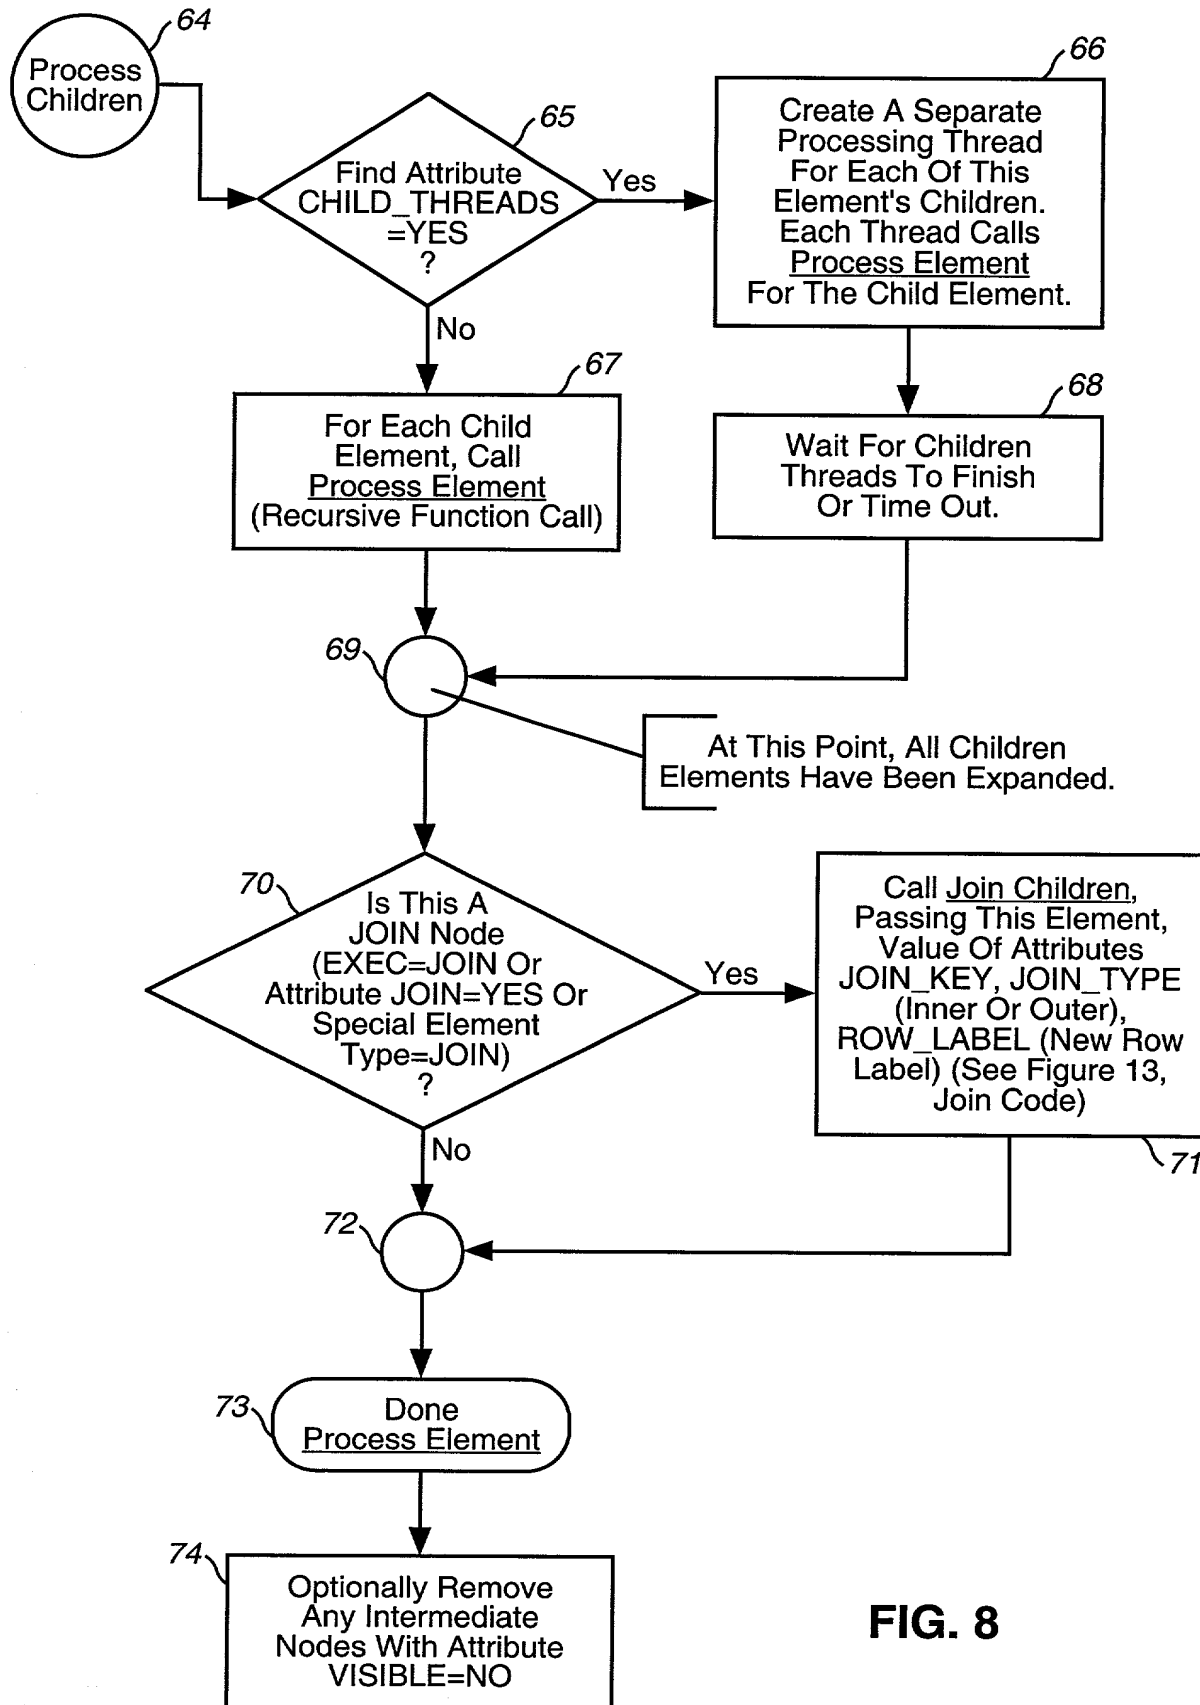 64
Process
Children
65
Find Attribute
CHILD_THREADS
=YES
?
Yes
No
66
Create A Separate
Processing Thread
For Each Of This
Element's Children.
Each Thread Calls
Process Element
For The Child Element.
67
For Each Child
Element, Call
Process Element
(Recursive Function Call)
68
Wait For Children
Threads To Finish
Or Time Out.
69
At This Point, All Children
Elements Have Been Expanded.
70
Is This A
JOIN Node
(EXEC=JOIN Or
Attribute JOIN=YES Or
Special Element
Type=JOIN)
?
Yes
No
Call Join Children,
Passing This Element,
Value Of Attributes
JOIN_KEY, JOIN_TYPE
(Inner Or Outer),
ROW_LABEL (New Row
Label) (See Figure 13,
Join Code)
71
72
73
Done
Process Element
74
Optionally Remove
Any Intermediate
Nodes With Attribute
VISIBLE=NO
FIG. 8